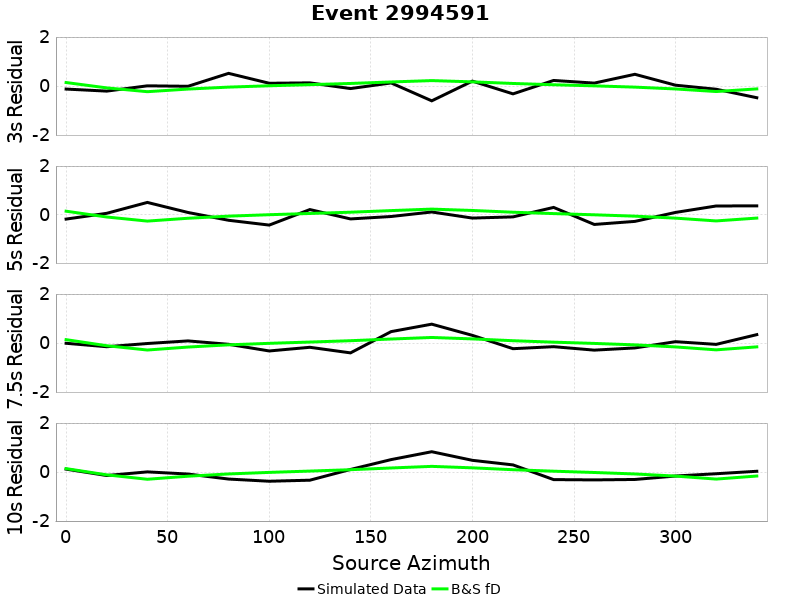 Event 2994591
3s Residual
2
0
-2
5s Residual
2
0
-2
7.5s Residual
2
0
-2
10s Residual
2
0
-2
0 50 100 150 200 250 300
Source Azimuth
Simulated Data B&S fD